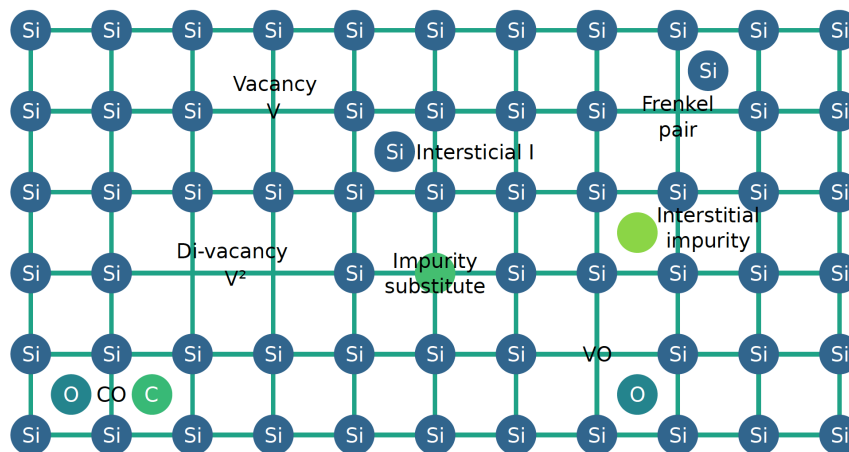 Si Si Si Si Si Si Si Si Si Si Si
Si
Vacancy
V
Frenkel
pair
Si Si Si Si Si Si Si Si Si
Si Intersticial I
Si Si Si Si Si Si Si Si Si Si Si
Interstitial
impurity
Di-vacancy
V²
Impurity
substitute
Si Si Si Si Si Si Si Si Si
Si Si Si Si Si Si Si VO Si Si Si
O CO C O
Si Si Si Si Si Si Si Si Si Si Si